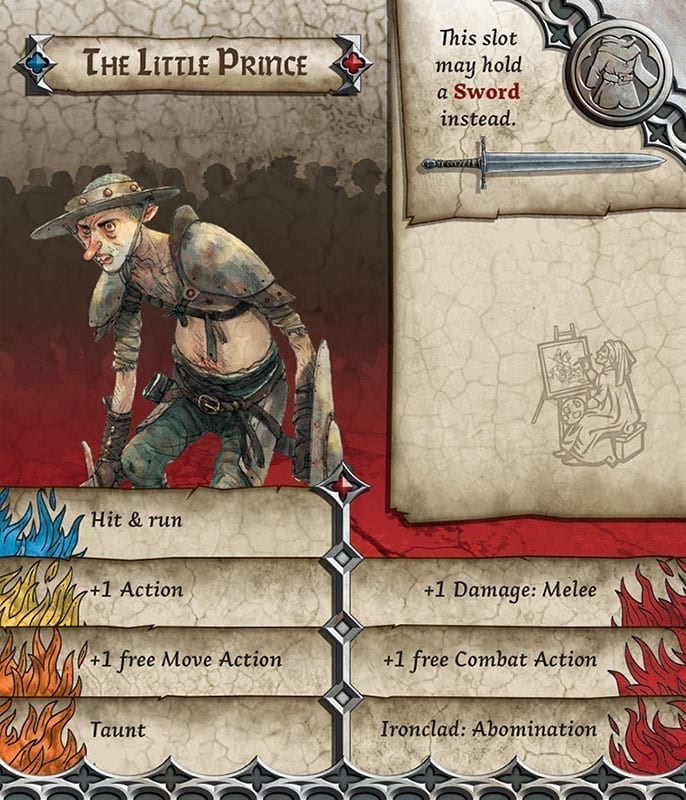 The Little Prince
This slot
may hold
a Sword
instead.
Hit & run
+1 Action
+1 free Move Action
Taunt
+1 Damage: Melee
+1 free Combat Action
Ironclad: Abomination